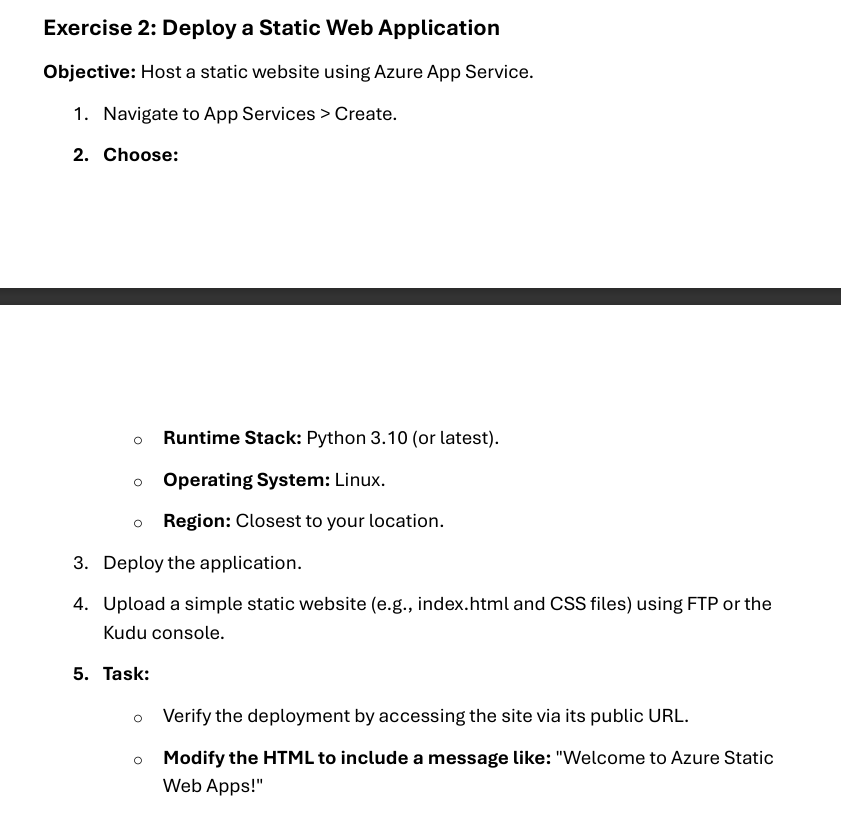 Exercise 2: Deploy a Static Web Application
Objective: Host a static website using Azure App Service.
1. Navigate to App Services > Create.
2. Choose:
o Runtime Stack: Python 3.10 (or latest).
o Operating System: Linux.
o Region: Closest to your location.
3. Deploy the application.
4. Upload a simple static website (e.g., index.html and CSS files) using FTP or the
Kudu console.
5. Task:
o Verify the deployment by accessing the site via its public URL.
o Modify the HTML to include a message like: "Welcome to Azure Static
Web Apps!"